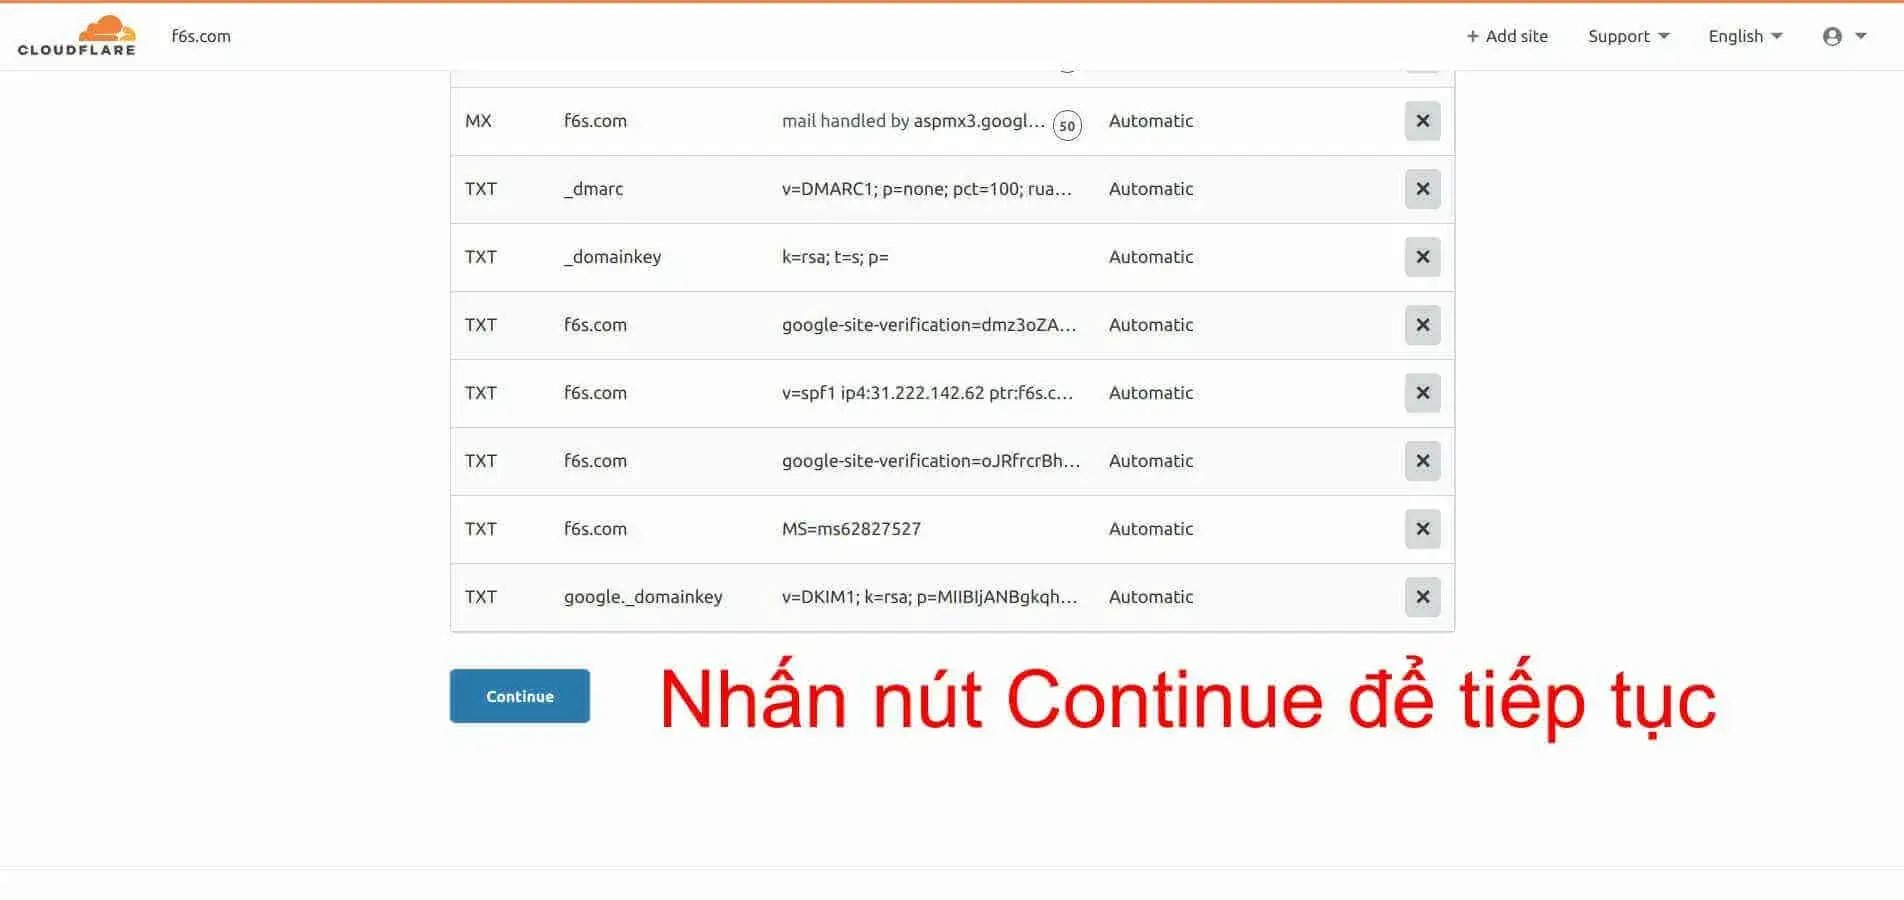 CLOUDFLARE f6s.com + Add site Support English
MX f6s.com mail handled by aspmx3.googl... 50 Automatic
TXT _dmarc v=DMARC1; p=none; pct=100; rua... Automatic
TXT _domainkey k=rsa; t=s; p= Automatic
TXT f6s.com google-site-verification=dmz3oZA... Automatic
TXT f6s.com v=spf1 ip4:31.222.142.62 ptr:f6s.c... Automatic
TXT f6s.com google-site-verification=oJRfrcrBh... Automatic
TXT f6s.com MS=ms62827527 Automatic
TXT google._domainkey v=DKIM1; k=rsa; p=MIIBIjANBgkqh... Automatic
Continue Nhấn nút Continue để tiếp tục